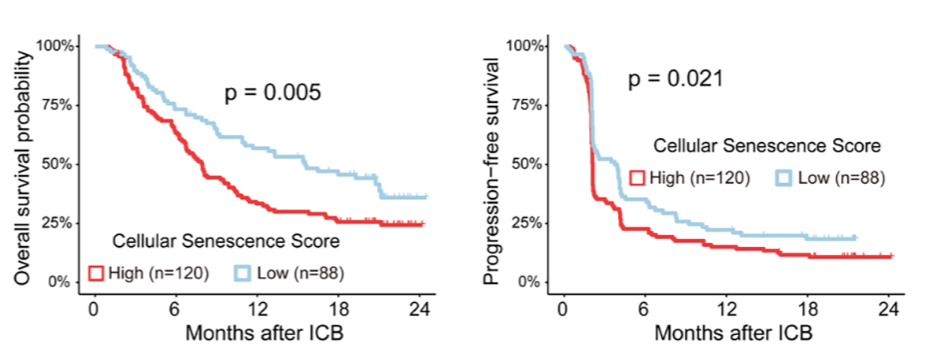 Overall survival probability
100%
75%
50%
25%
0%
p = 0.005
Cellular Senescence Score
High (n=120) Low (n=88)
0 6 12 18 24
Months after ICB
Progression−free survival
100%
75%
50%
25%
0%
p = 0.021
Cellular Senescence Score
High (n=120) Low (n=88)
0 6 12 18 24
Months after ICB